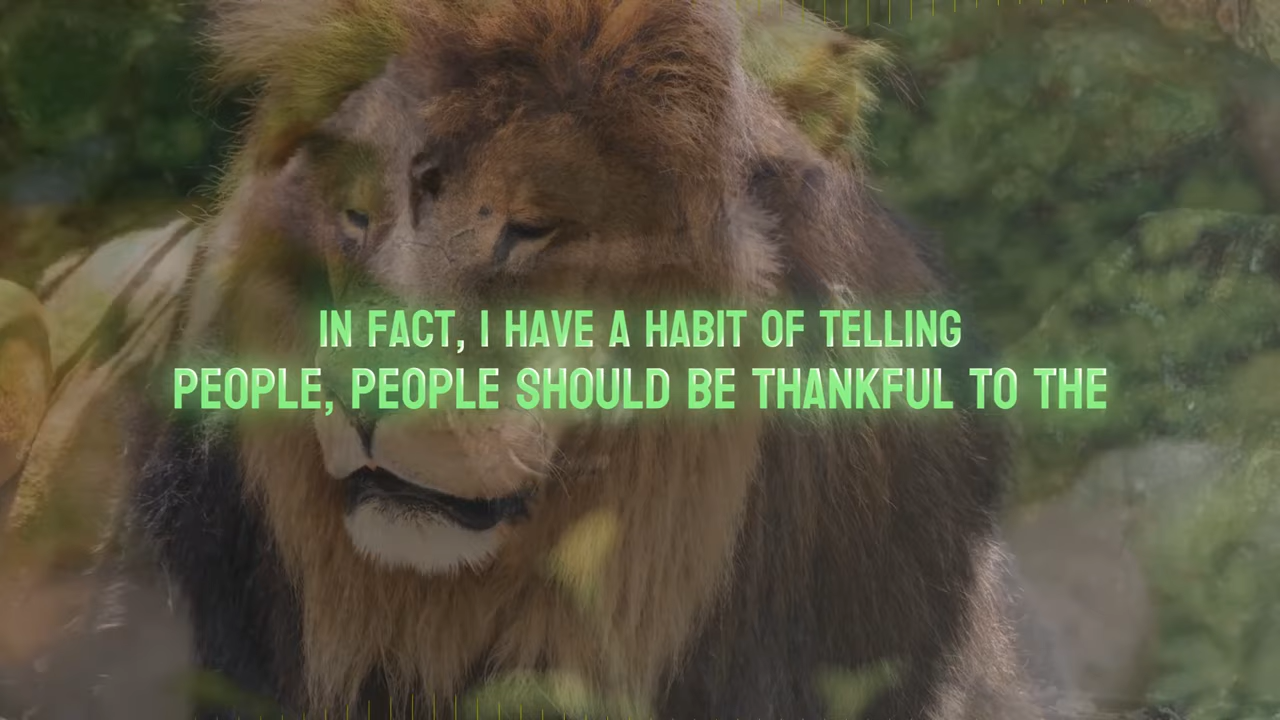 IN FACT, I HAVE A HABIT OF TELLING
PEOPLE, PEOPLE SHOULD BE THANKFUL TO THE